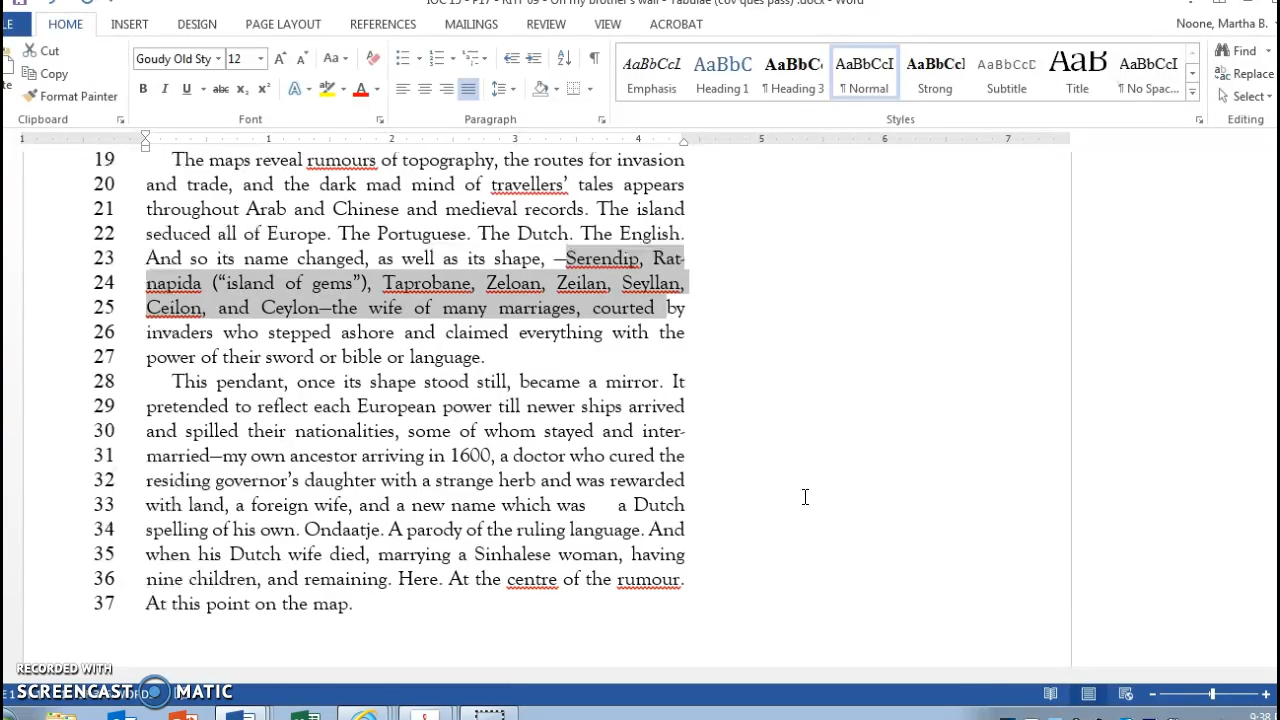 HOME INSERT DESIGN PAGE LAYOUT REFERENCES MAILINGS REVIEW VIEW ACROBAT Noone, Martha B.
Cut
Copy
Format Painter
Clipboard
Goudy Old Sty 12
Font
Paragraph
AaBbCcI AaBbC AaBbC AaBbCcI AaBbCcI AaBbCcD AaB AaBbCcI
Emphasis Heading 1 ¶ Heading 3 ¶ Normal Strong Subtitle Title ¶ No Spac...
Styles
Find
Replace
Select
Editing
1 1 2 3 4 5 6 7
19 The maps reveal rumours of topography, the routes for invasion
20 and trade, and the dark mad mind of travellers’ tales appears
21 throughout Arab and Chinese and medieval records. The island
22 seduced all of Europe. The Portuguese. The Dutch. The English.
23 And so its name changed, as well as its shape, —Serendip, Rat-
24 napida (“island of gems”), Taprobane, Zeloan, Zeilan, Seyllan,
25 Ceilon, and Ceylon—the wife of many marriages, courted by
26 invaders who stepped ashore and claimed everything with the
27 power of their sword or bible or language.
28 This pendant, once its shape stood still, became a mirror. It
29 pretended to reflect each European power till newer ships arrived
30 and spilled their nationalities, some of whom stayed and inter-
31 married—my own ancestor arriving in 1600, a doctor who cured the
32 residing governor’s daughter with a strange herb and was rewarded
33 with land, a foreign wife, and a new name which was a Dutch
34 spelling of his own. Ondaatje. A parody of the ruling language. And
35 when his Dutch wife died, marrying a Sinhalese woman, having
36 nine children, and remaining. Here. At the centre of the rumour.
37 At this point on the map.
RECORDED WITH
SCREENCAST MATIC